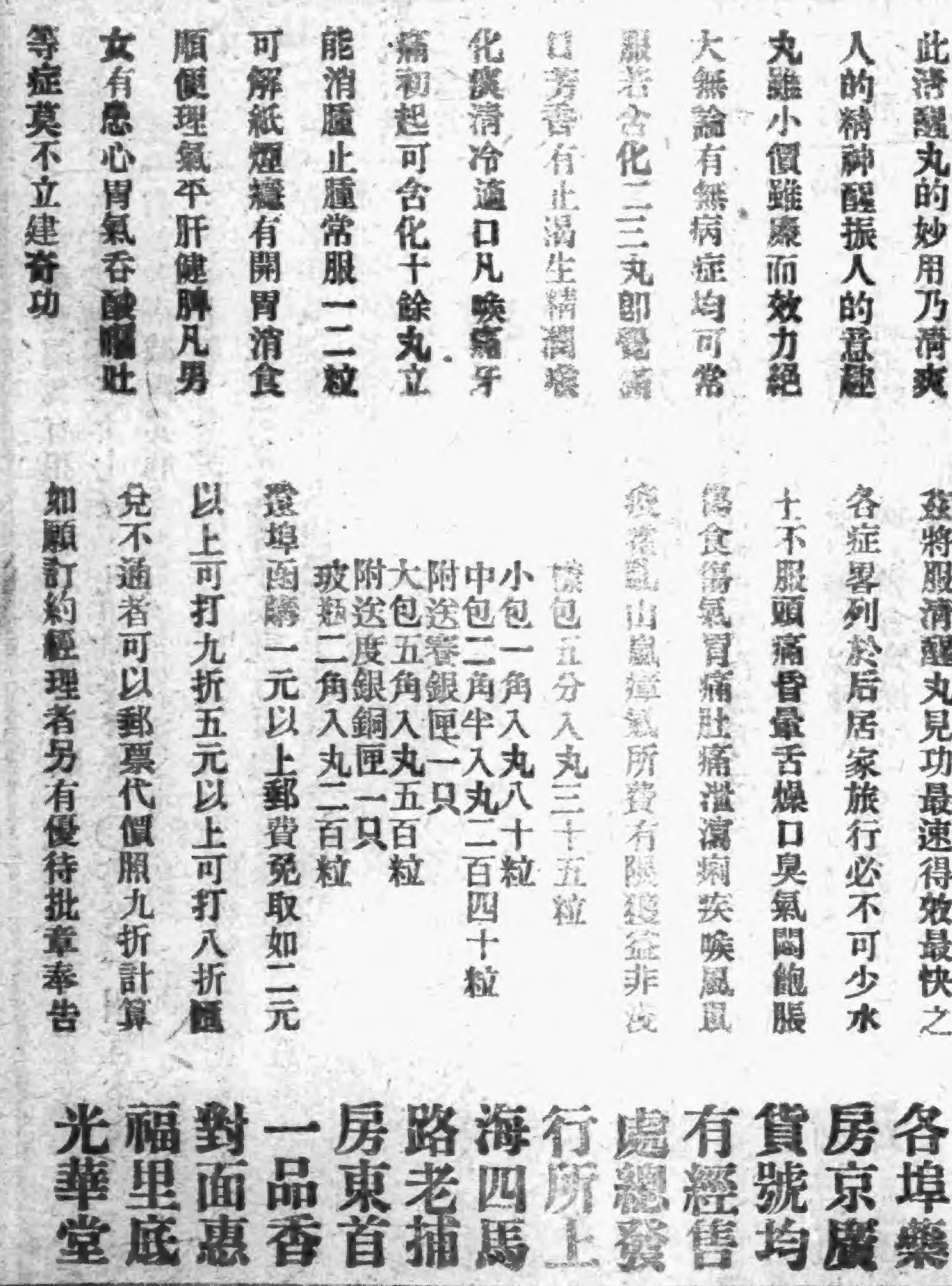 此清醒丸的妙用乃清爽
人的精神醒振人的意趣
丸雖小價雖廉而效力絕
大無論有無病症均可常
服若含化二三丸即覺滿
口芳香有止渴生精潤喉
化痰清冷適口凡喉痛牙
痛初起可含化十餘丸立
能消腫止腫常服一二粒
可解紙煙癮有開胃消食
順便理氣平肝健脾凡男
女有患心胃氣吞酸嘔吐
等症莫不立建奇功
茲將服清醒丸見功最速得效最快之
各症畧列於后居家旅行必不可少水
土不服頭痛昏暈舌燥口臭氣悶飽脹
傷食傷氣胃痛肚痛瀉痢疾喉風
疫霍亂山嵐瘴氣所費有限獲益非淺
包五分入丸三十五粒
小包一角入丸八十粒
中包二角半入丸二百四十粒
附送賽銀匣一只
大包五角入丸五百粒
附送度銀銅匣一只
玻瓶二角入丸二百粒
遠埠函購一元以上郵費免取如二元
以上可打九折五元以上可打八折匯
兌不通者可以郵票代價照九折計算
如願訂約經理者另有優待批章奉告
各埠藥
房京廣
貨號均
有經售
處總發
行所上
海四馬
路老捕
房東首
一品香
對面惠
福里底
光華堂